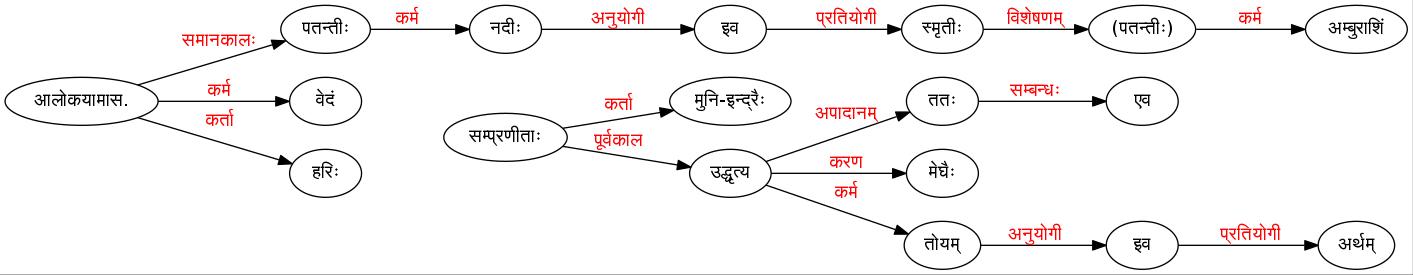 पतन्तीः कर्म नदीः अनुयोगी इव प्रतियोगी स्मृतीः विशेषणम् (पतन्तीः) कर्म अम्बुराशिं
समानकालः
आलोकयामास. कर्म वेदं
कर्ता
हरिः
सम्प्रणीताः कर्ता मुनि-इन्द्रैः
पूर्वकाल
उद्धृत्य
अपादानम् ततः सम्बन्धः एव
करण मेघैः
कर्म
तोयम् अनुयोगी इव प्रतियोगी अर्थम्